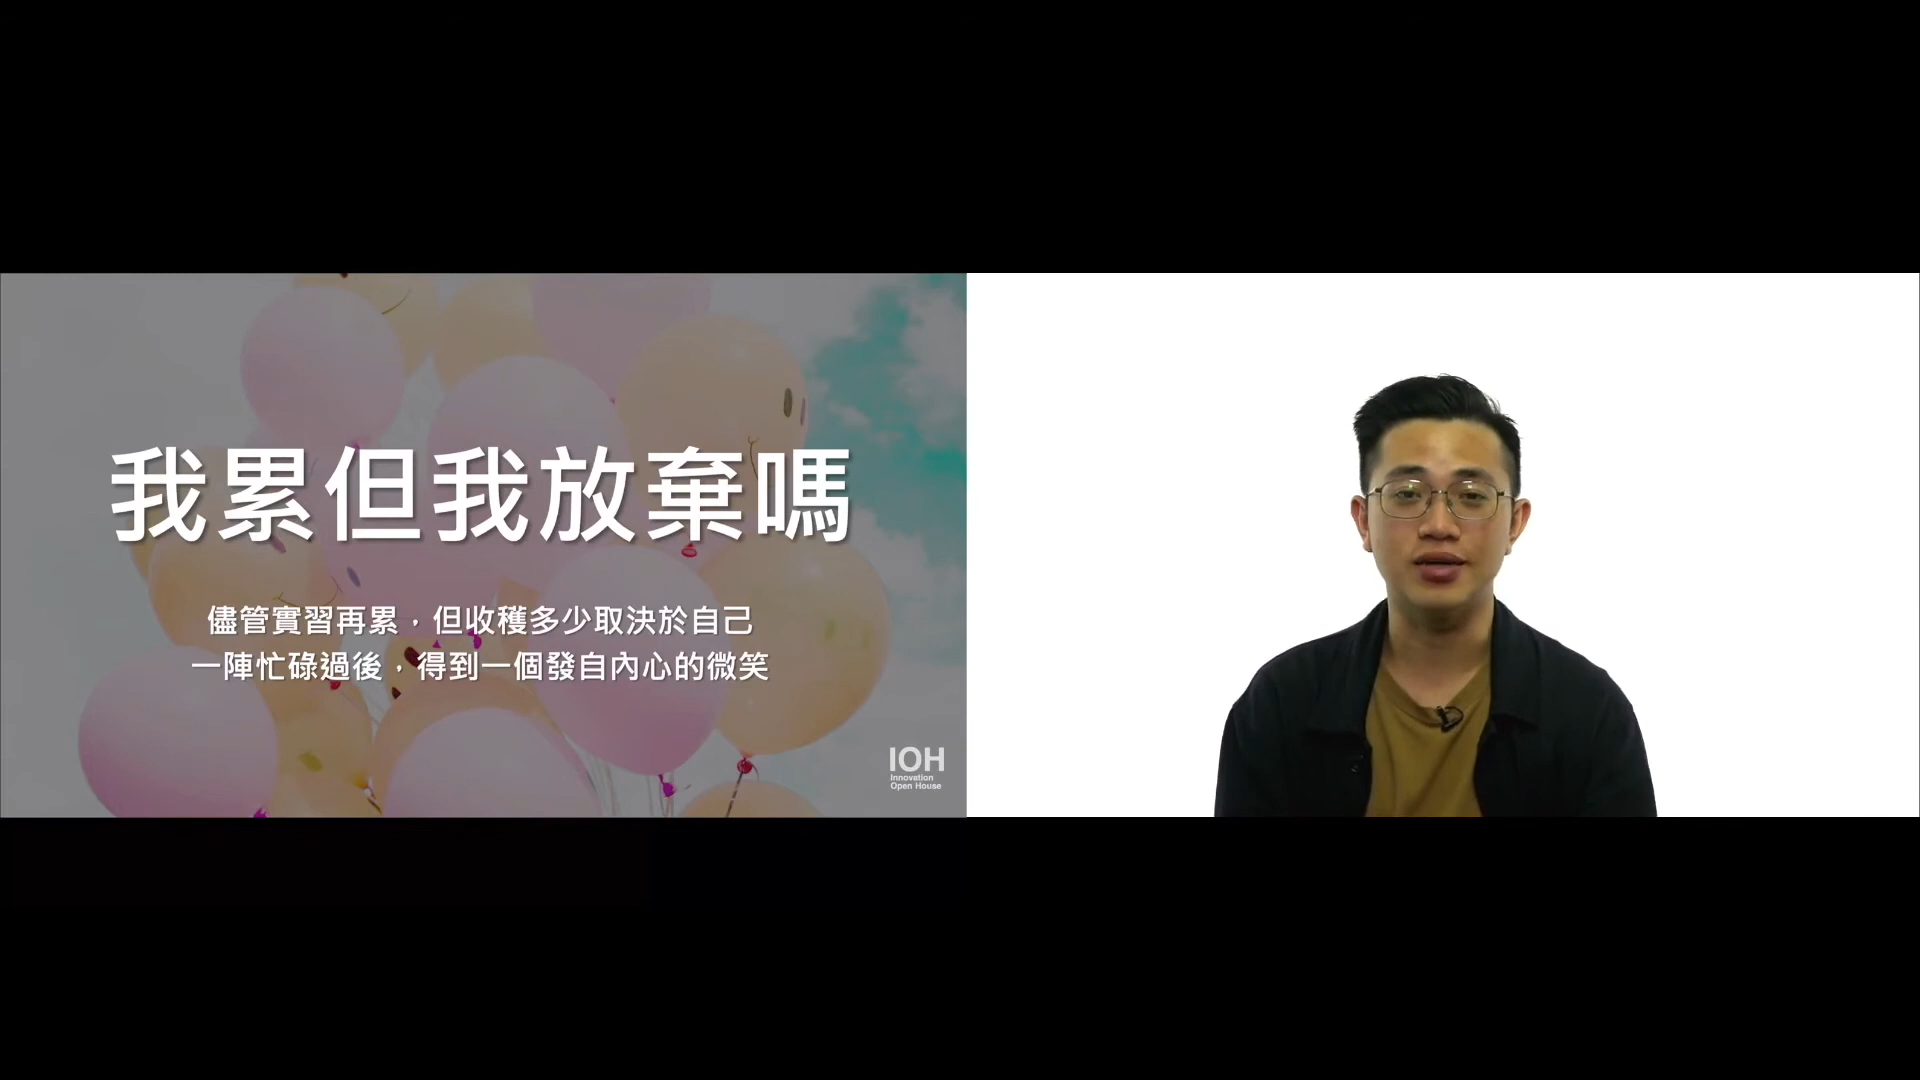 我累但我放棄嗎
儘管實習再累，但收穫多少取決於自己
一陣忙碌過後，得到一個發自內心的微笑
IOH
Innovation
Open House